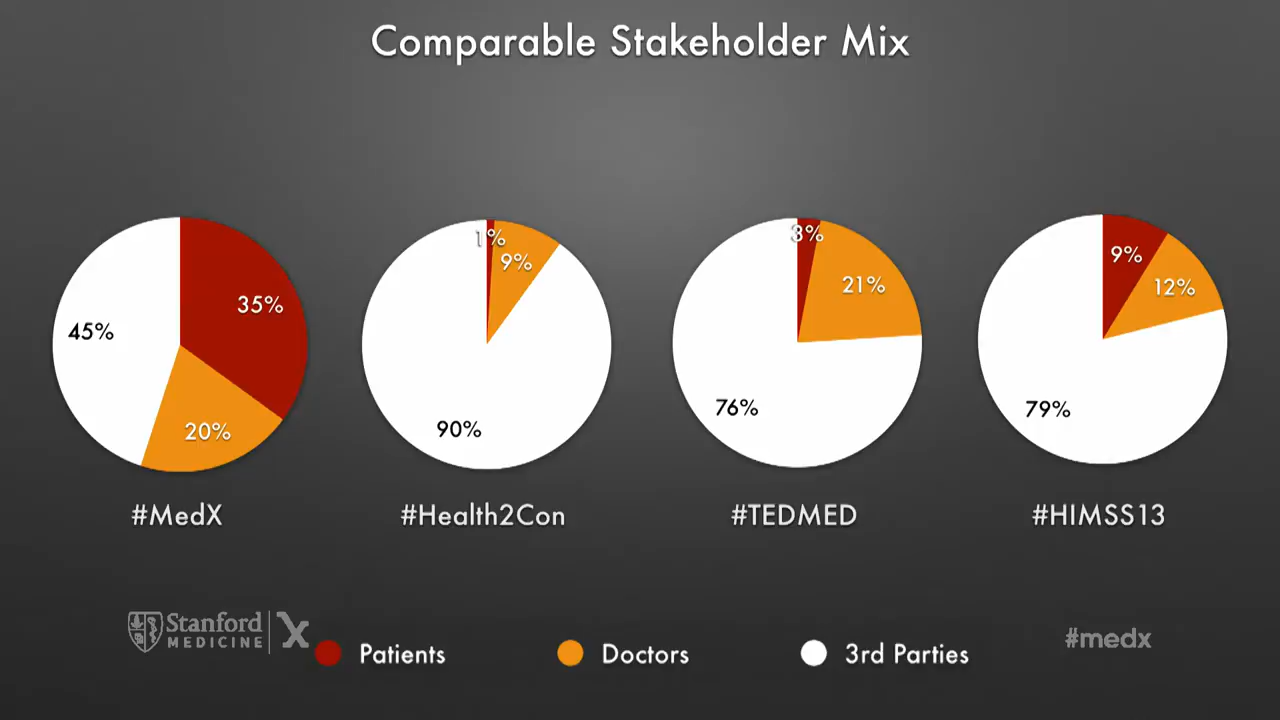 Comparable Stakeholder Mix
35%
45%
20%
1%
9%
90%
3%
21%
76%
9%
12%
79%
#MedX
#Health2Con
#TEDMED
#HIMSS13
Stanford
MEDICINE
X
Patients
Doctors
3rd Parties
#medx